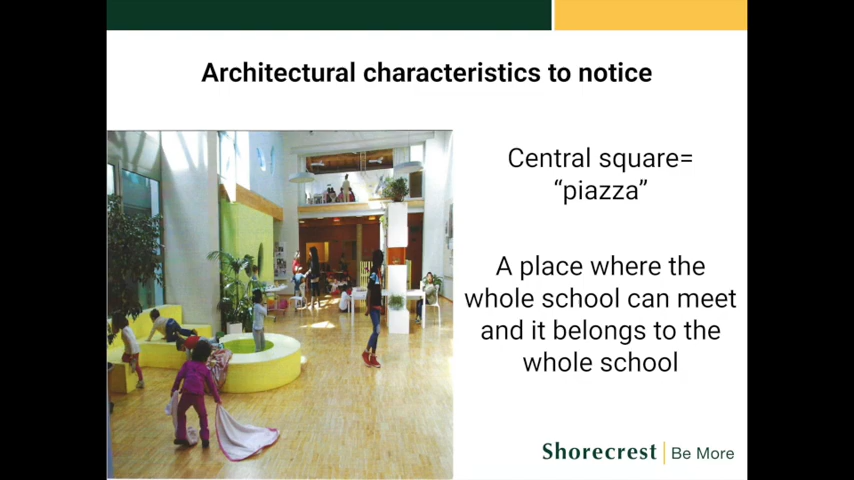 Architectural characteristics to notice
Central square=
“piazza”
A place where the
whole school can meet
and it belongs to the
whole school
Shorecrest | Be More